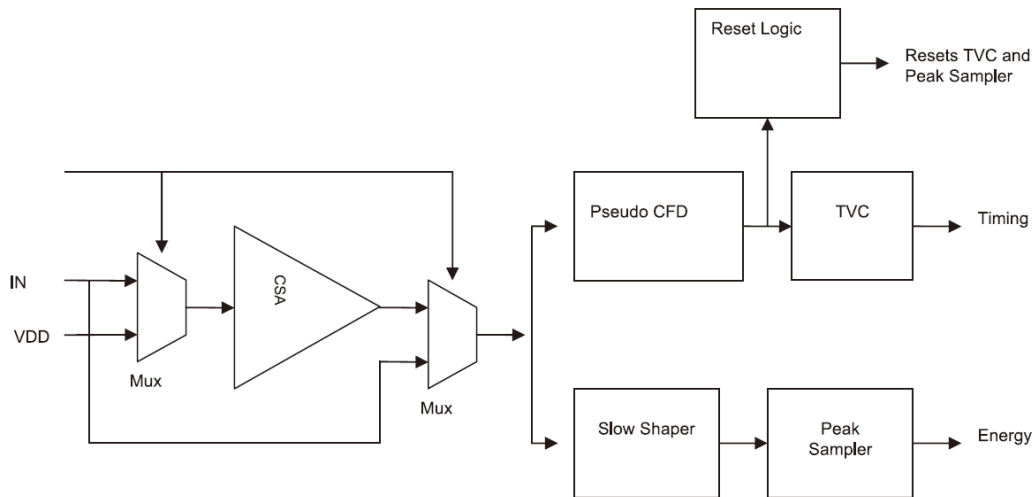 Reset Logic
Resets TVC and
Peak Sampler
Pseudo CFD
TVC
Timing
IN
CSA
VDD
Mux
Mux
Slow Shaper
Peak
Sampler
Energy